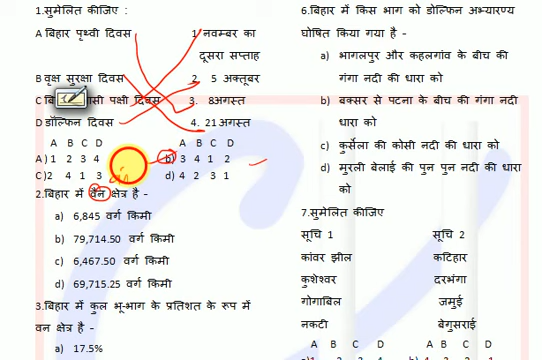 1.सुमेलित कीजिए :
A बिहार पृथ्वी दिवस 1 नवम्बर का
दूसरा सप्ताह
B वृक्ष सुरक्षा दिवस 2. 5 अक्तूबर
C पक्षी दिवस 3. 8अगस्त
D डॉल्फिन दिवस 4. 21अगस्त
A B C D A B C D
A) 1 2 3 4 b) 3 4 1 2
C)2 4 1 3 d) 4 2 3 1
2.बिहार में वन क्षेत्र है -
a) 6,845 वर्ग किमी
b) 79,714.50 वर्ग किमी
c) 6,467.50 वर्ग किमी
d) 69,715.25 वर्ग किमी
3.बिहार में कुल भू-भाग के प्रतिशत के रूप में
वन क्षेत्र है -
a) 17.5%
6.बिहार में किस भाग को डोल्फिन अभ्यारण्य
घोषित किया गया है -
a) भागलपुर और कहलगांव के बीच की
गंगा नदी की धारा को
b) बक्सर से पटना के बीच की गंगा नदी
धारा को
c) कुर्सेला की कोसी नदी की धारा को
d) मुरली बेलाई की पुन पुन नदी की धारा
को
7.सुमेलित कीजिए
सूचि 1 सूचि 2
कांवर झील कटिहार
कुशेश्वर दरभंगा
गोगाबिल जमुई
नकटी बेगुसराई
A B C D A B C D